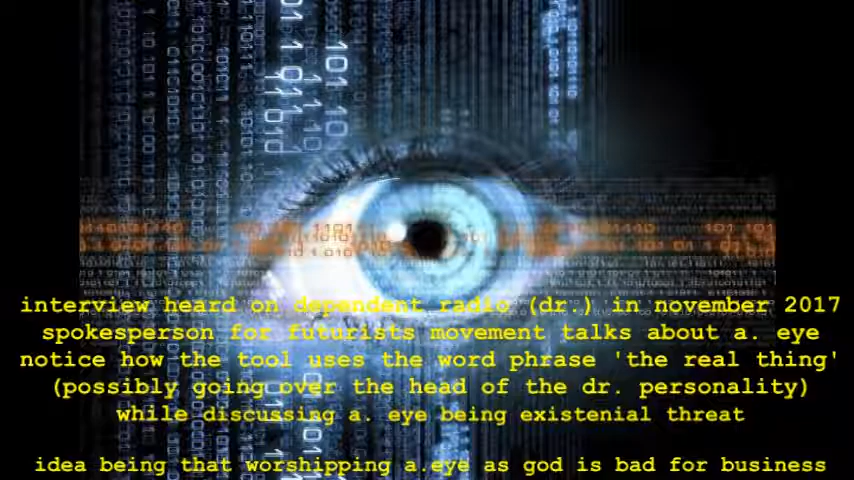 interview heard on dependent radio (dr.) in november 2017
spokesperson for futurists movement talks about a. eye
notice how the tool uses the word phrase 'the real thing'
(possibly going over the head of the dr. personality)
while discussing a. eye being existenial threat
idea being that worshipping a.eye as god is bad for business